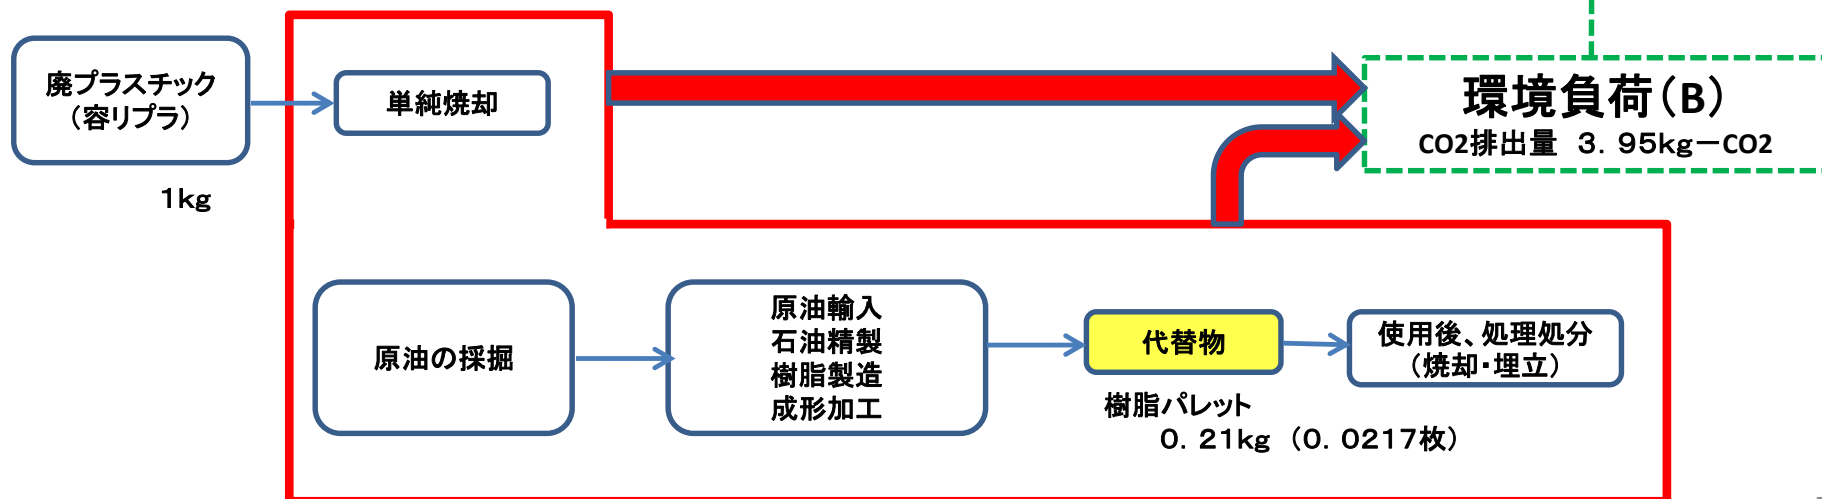 廃プラスチック
（容リプラ）
1kg
単純焼却
環境負荷（B）
CO2排出量　3．95kg－CO2
原油の採掘
原油輸入
石油精製
樹脂製造
成形加工
代替物
樹脂パレット
0．21kg（0．0217枚）
使用後、処理処分
（焼却・埋立）